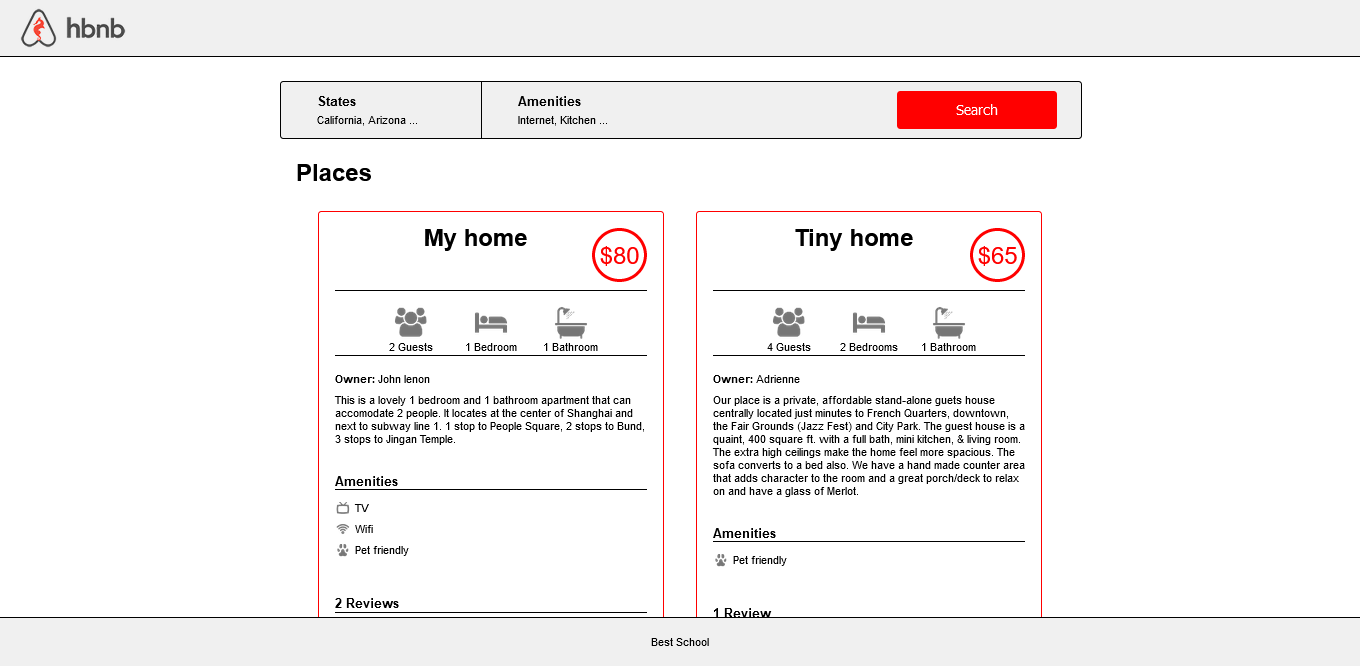 hbnb
States
California, Arizona ...
Amenities
Internet, Kitchen ...
Search
Places
My home
$80
2 Guests
1 Bedroom
1 Bathroom
Owner: John lenon
This is a lovely 1 bedroom and 1 bathroom apartment that can
accomodate 2 people. It locates at the center of Shanghai and
next to subway line 1. 1 stop to People Square, 2 stops to Bund,
3 stops to Jingan Temple.
Amenities
TV
Wifi
Pet friendly
2 Reviews
Tiny home
$65
4 Guests
2 Bedrooms
1 Bathroom
Owner: Adrienne
Our place is a private, affordable stand-alone guets house
centrally located just minutes to French Quarters, downtown,
the Fair Grounds (Jazz Fest) and City Park. The guest house is a
quaint, 400 square ft. with a full bath, mini kitchen, & living room.
The extra high ceilings make the home feel more spacious. The
sofa converts to a bed also. We have a hand made counter area
that adds character to the room and a great porch/deck to relax
on and have a glass of Merlot.
Amenities
Pet friendly
1 Review
Best School